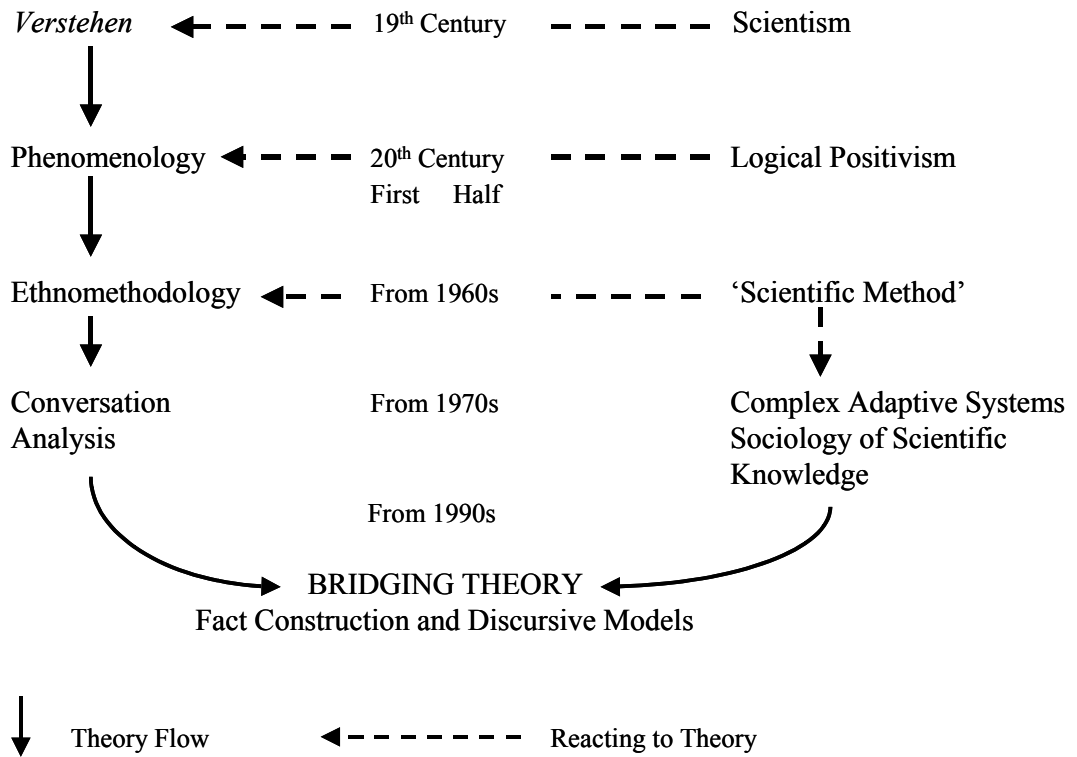 Verstehen 19th Century Scientism
Phenomenology 20th Century Logical Positivism
First Half
Ethnomethodology From 1960s ‘Scientific Method’
Conversation From 1970s Complex Adaptive Systems
Analysis Sociology of Scientific
Knowledge
From 1990s
BRIDGING THEORY
Fact Construction and Discursive Models
Theory Flow Reacting to Theory